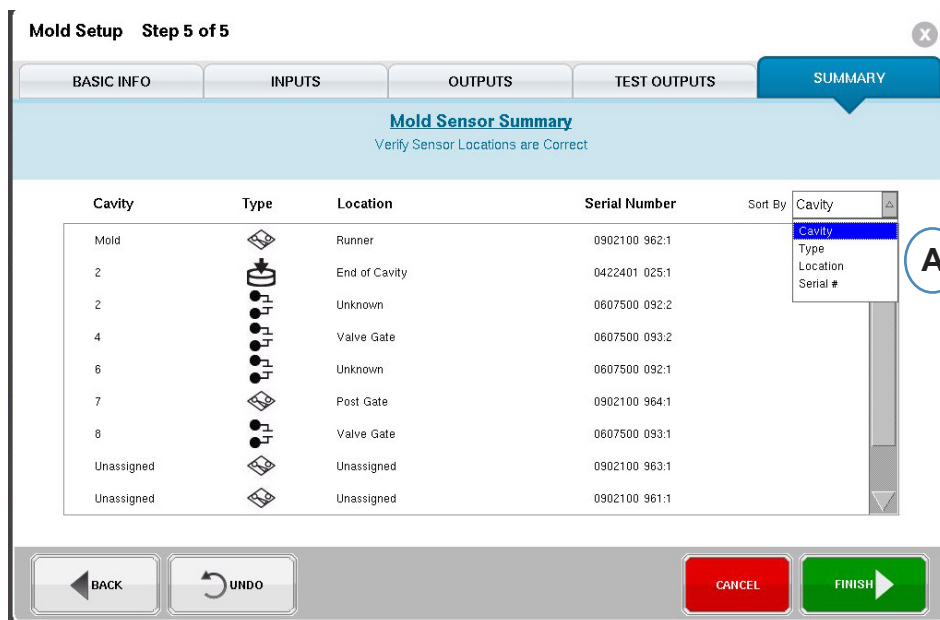 Mold Setup Step 5 of 5
X
BASIC INFO INPUTS OUTPUTS TEST OUTPUTS SUMMARY
Mold Sensor Summary
Verify Sensor Locations are Correct
Cavity Type Location Serial Number Sort By Cavity
Cavity
Type
Location
Serial #
A
Mold Runner 0902100 962:1
2 End of Cavity 0422401 025:1
2 Unknown 0607500 092:2
4 Valve Gate 0607500 093:2
6 Unknown 0607500 092:1
7 Post Gate 0902100 964:1
8 Valve Gate 0607500 093:1
Unassigned Unassigned 0902100 963:1
Unassigned Unassigned 0902100 961:1
BACK UNDO CANCEL FINISH